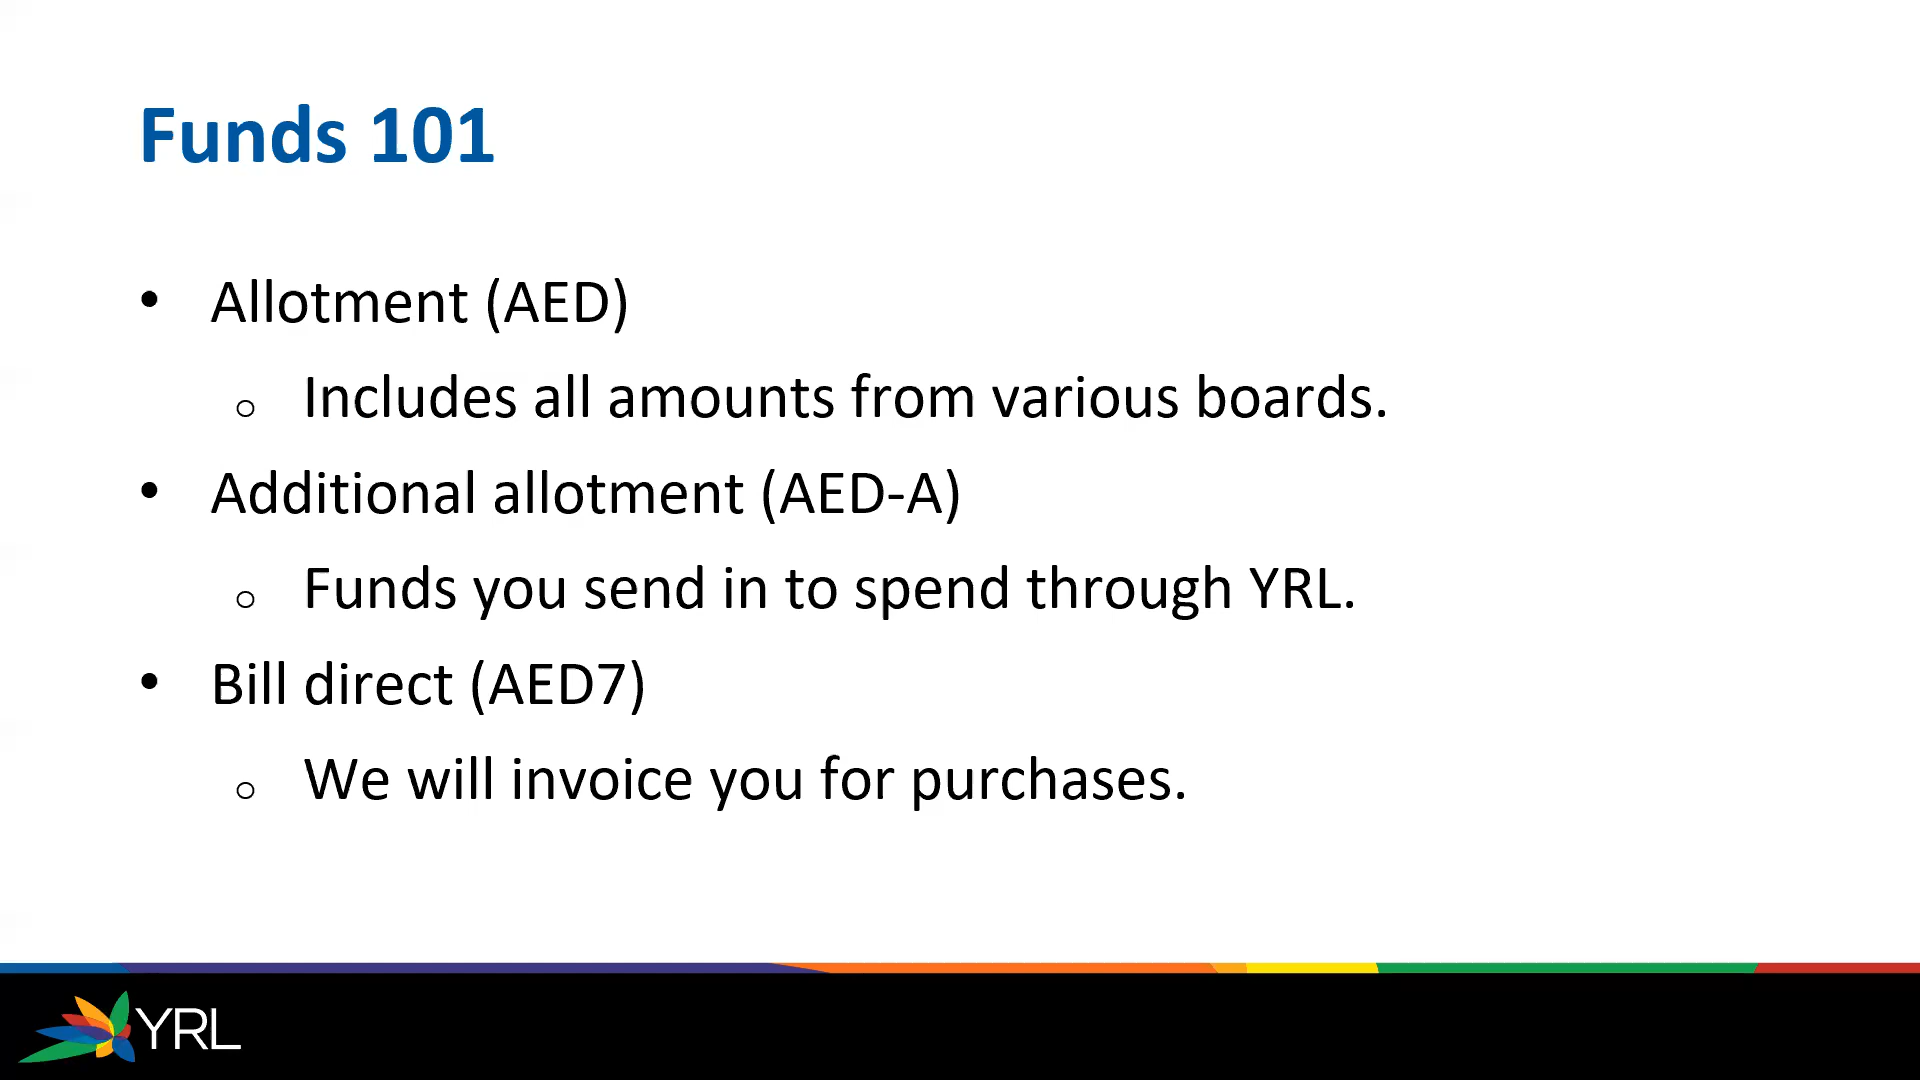 Funds 101
• Allotment (AED)
o Includes all amounts from various boards.
• Additional allotment (AED-A)
o Funds you send in to spend through YRL.
• Bill direct (AED7)
o We will invoice you for purchases.
YRL